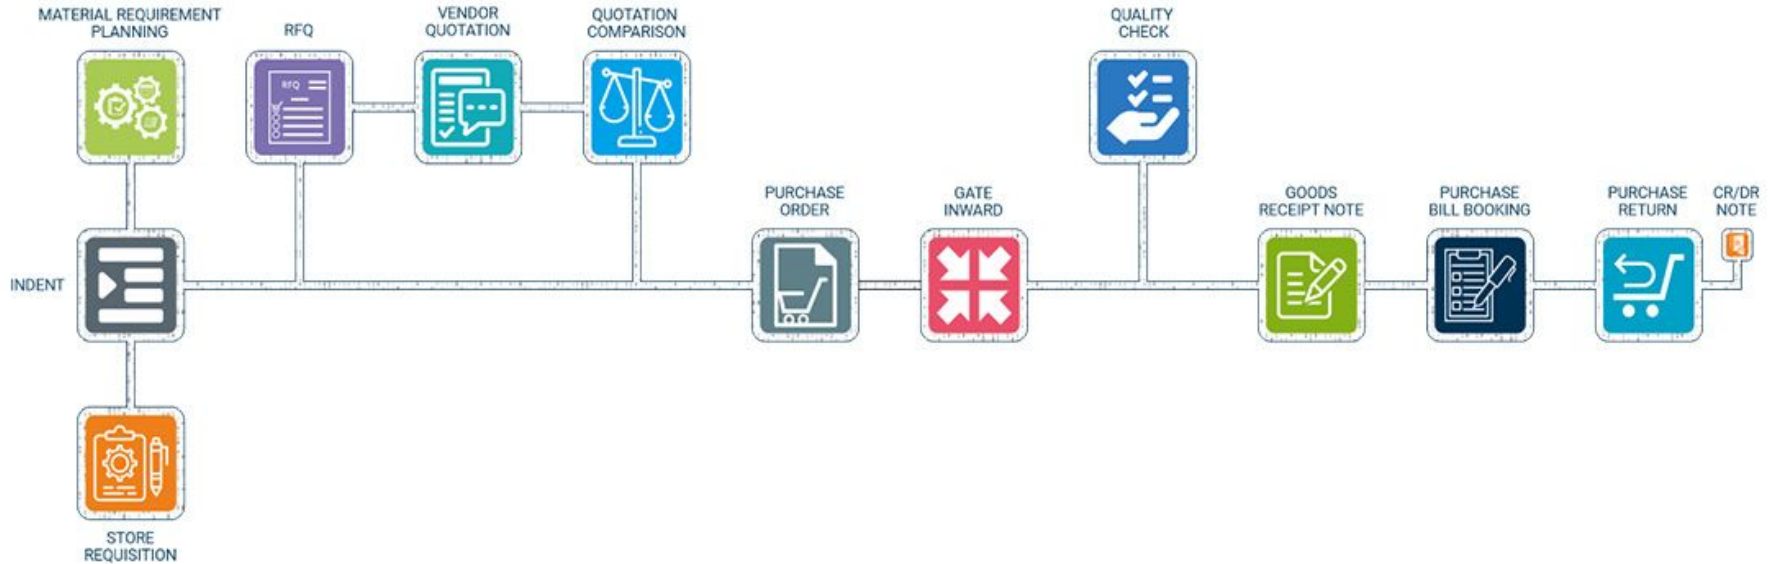 MATERIAL REQUIREMENT
PLANNING
RFQ
VENDOR
QUOTATION
QUOTATION
COMPARISON
QUALITY
CHECK
RFQ
PURCHASE
ORDER
GATE
INWARD
GOODS
RECEIPT NOTE
PURCHASE
BILL BOOKING
PURCHASE
RETURN
CR/DR
NOTE
INDENT
STORE
REQUISITION